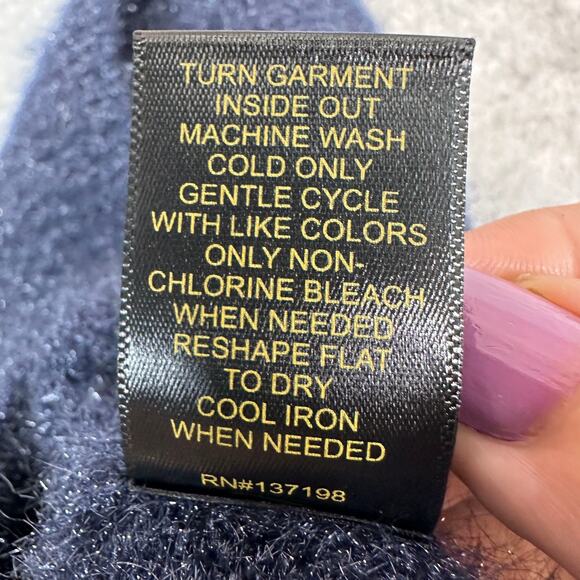 TURN GARMENT
INSIDE OUT
MACHINE WASH
COLD ONLY
GENTLE CYCLE
WITH LIKE COLORS
ONLY NON-
CHLORINE BLEACH
WHEN NEEDED
RESHAPE FLAT
TO DRY
COOL IRON
WHEN NEEDED
RN#137198